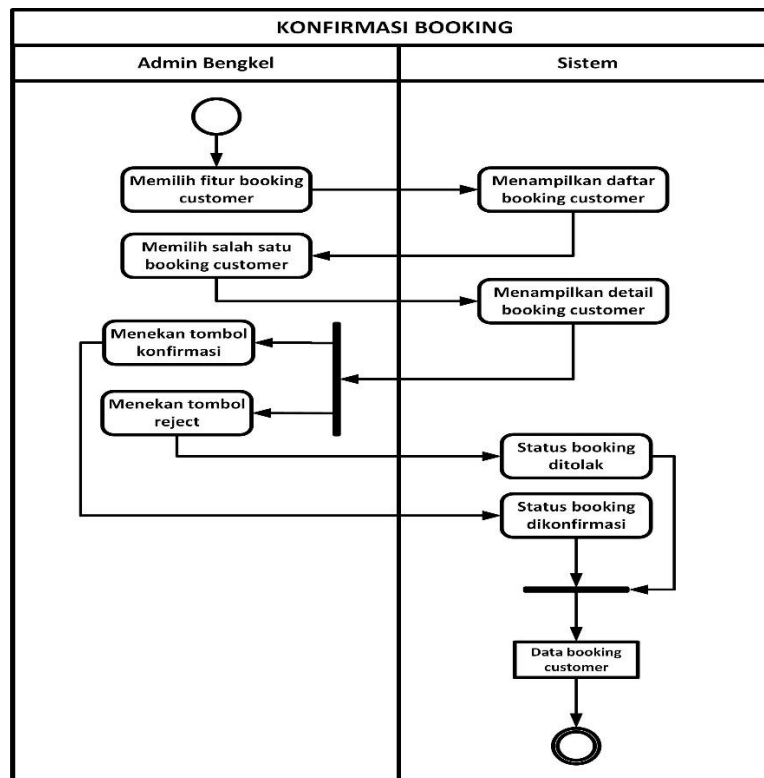 KONFIRMASI BOOKING
Admin Bengkel
Sistem
Memilih fitur booking
customer
Menampilkan daftar
booking customer
Memilih salah satu
booking customer
Menampilkan detail
booking customer
Menekan tombol
konfirmasi
Menekan tombol
reject
Status booking
ditolak
Status booking
dikonfirmasi
Data booking
customer